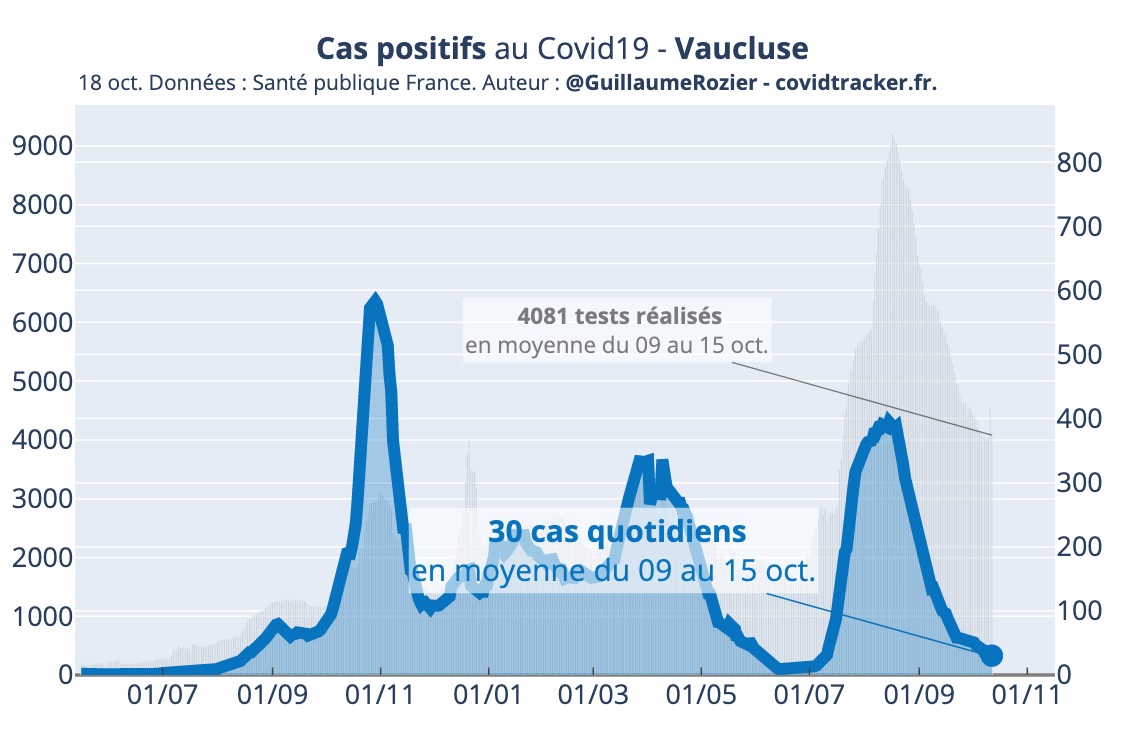 Cas positifs au Covid19 - Vaucluse
18 oct. Données : Santé publique France. Auteur : @GuillaumeRozier - covidtracker.fr.
9000
8000
7000
6000
5000
4000
3000
2000
1000
0
800
700
600
500
400
300
200
100
0
4081 tests réalisés
en moyenne du 09 au 15 oct.
30 cas quotidiens
en moyenne du 09 au 15 oct.
01/07 01/09 01/11 01/01 01/03 01/05 01/07 01/09 01/11